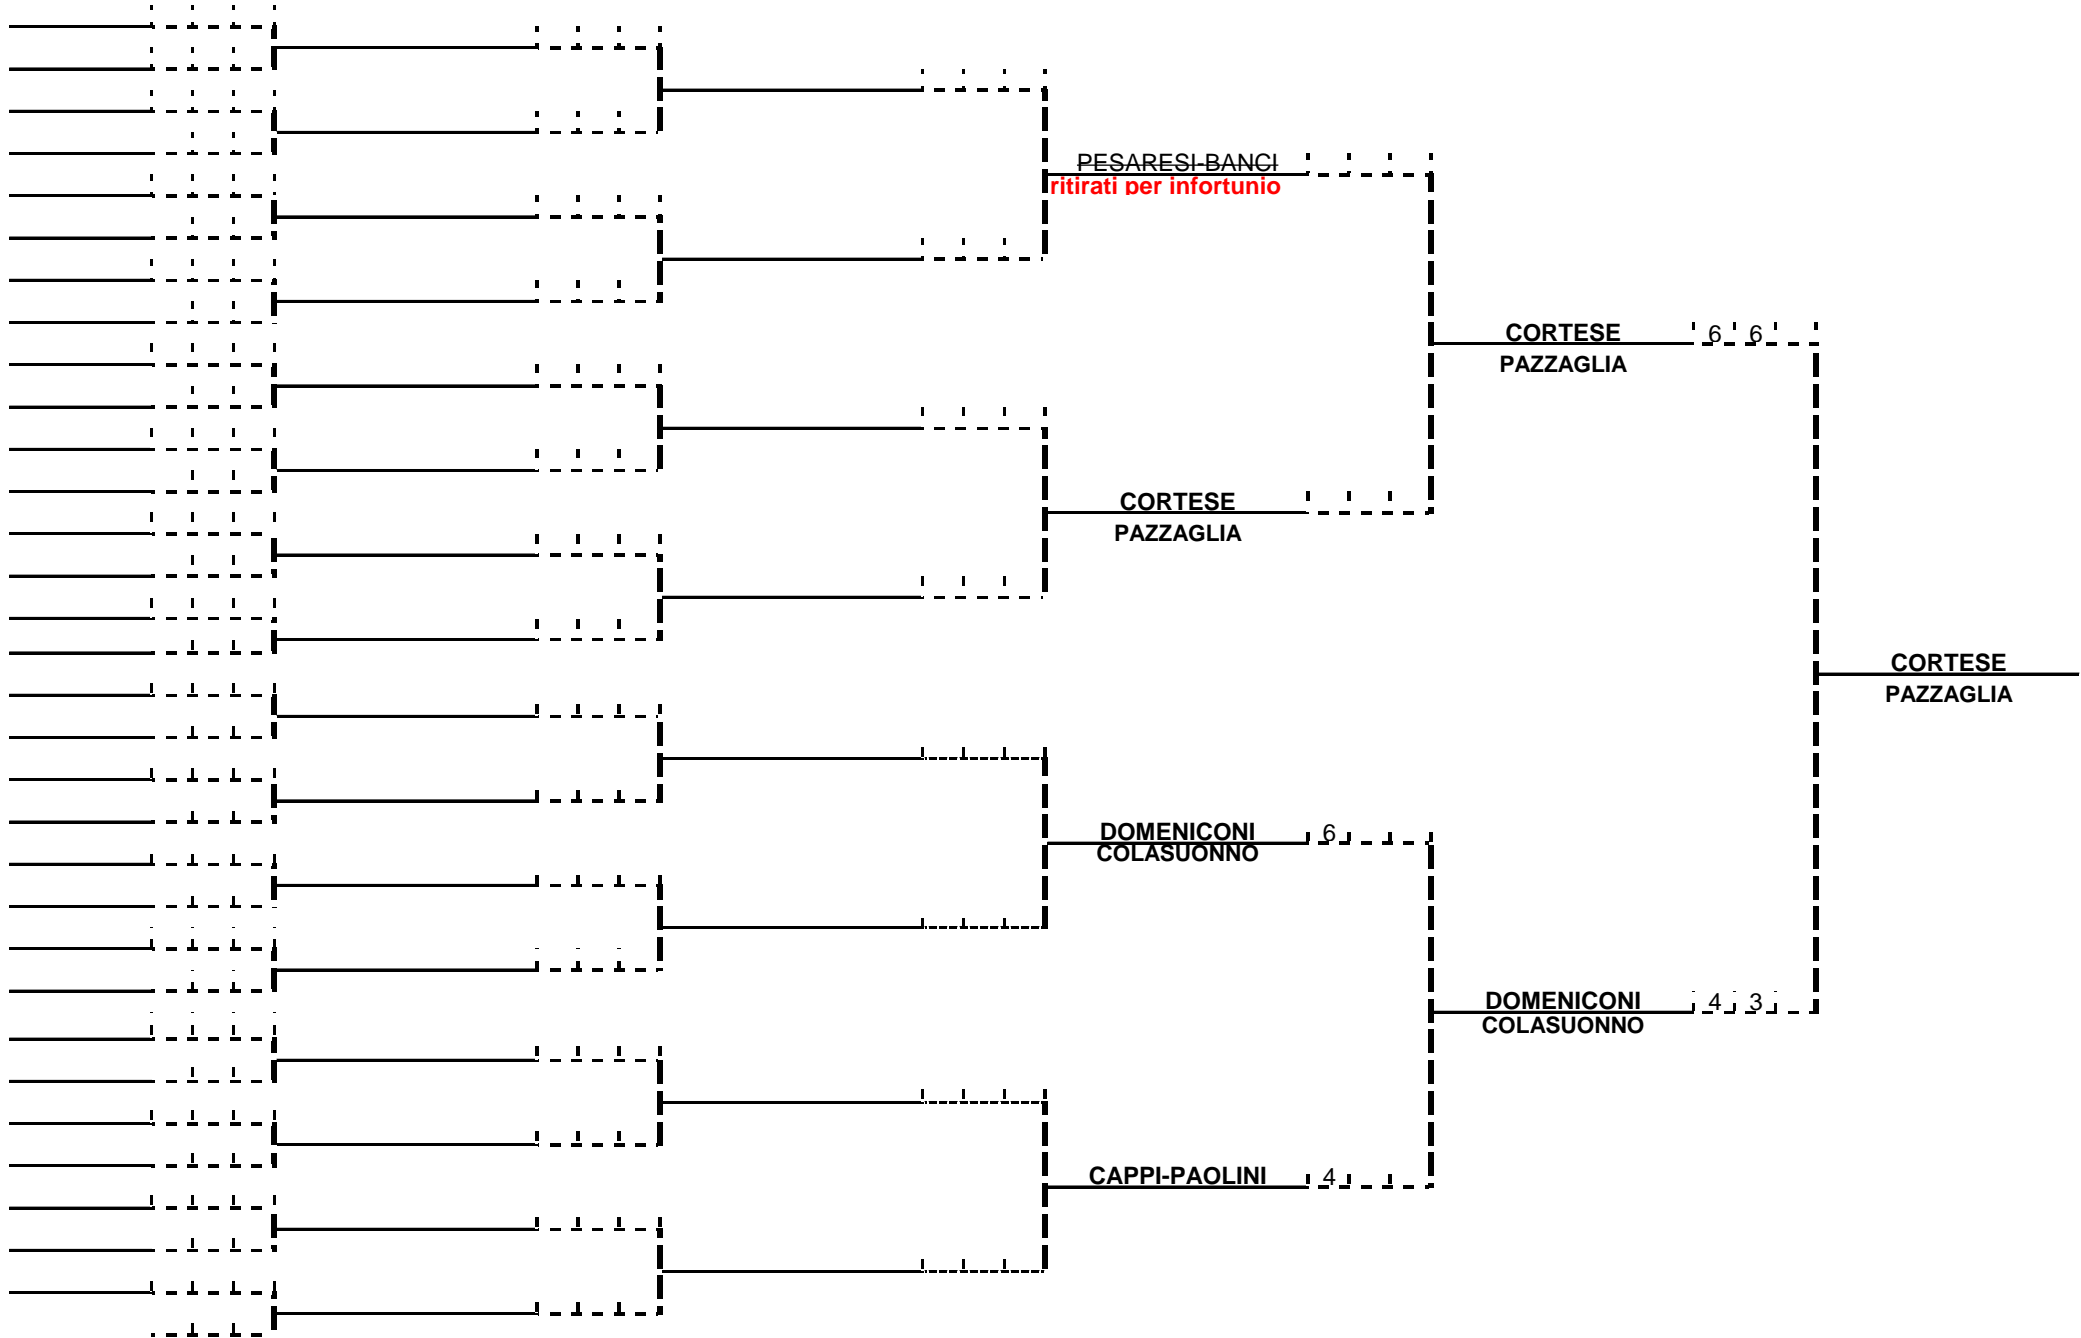 PESARESI-BANCI
ritirati per infortunio
CORTESE 6 6
PAZZAGLIA
CORTESE
PAZZAGLIA
CORTESE
PAZZAGLIA
DOMENICONI 6
COLASUONNO
DOMENICONI 4 3
COLASUONNO
CAPPI-PAOLINI 4